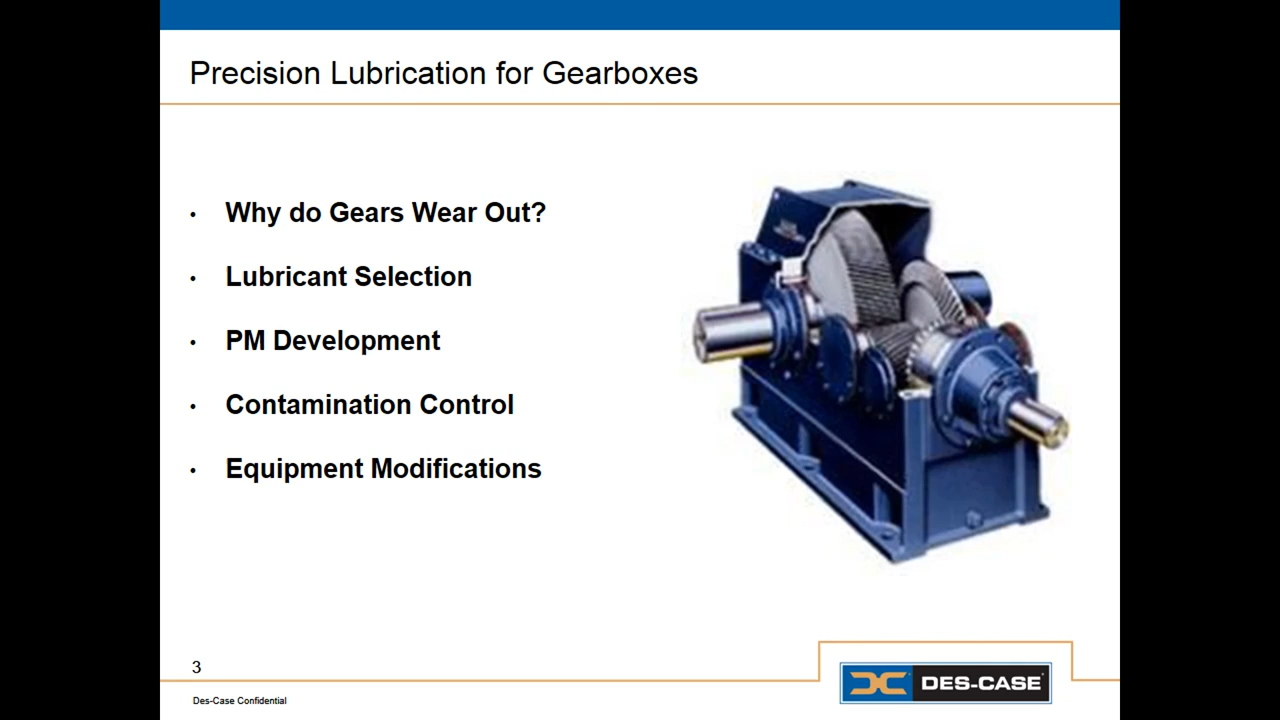 Precision Lubrication for Gearboxes
• Why do Gears Wear Out?
• Lubricant Selection
• PM Development
• Contamination Control
• Equipment Modifications
3
Des-Case Confidential
DES-CASE